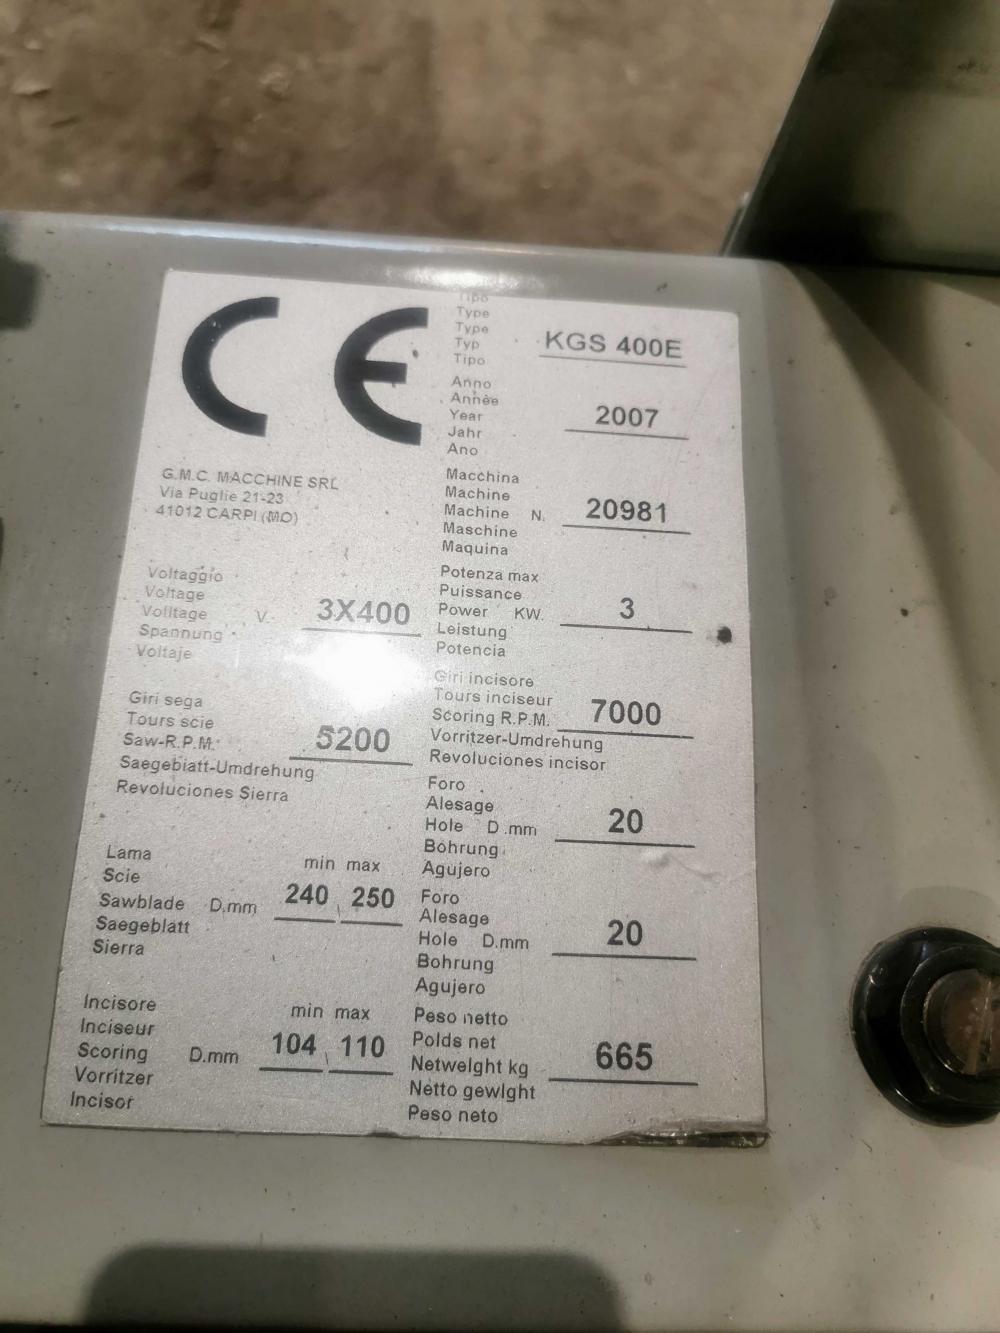 CE
Tipo
Type
Type
Typ
Tipo
KGS 400E
Anno
Annèe
Year
Jahr
Ano
2007
G.M.C. MACCHINE SRL
Via Puglie 21-23
41012 CARPI (MO)
Macchina
Machine
Machine N.
Maschine
Maquina
20981
Voltaggio
Voltage
Volltage V.
Spannung
Voltaje
3X400
Potenza max
Puissance
Power KW.
Leistung
Potencia
3
Giri sega
Tours scie
Saw-R.P.M.
Saegeblatt-Umdrehung
Revoluciones Sierra
5200
Giri incisore
Tours inciseur
Scoring R.P.M.
Vorritzer-Umdrehung
Revoluciones incisor
7000
Foro
Alesage
Hole D.mm
Bohrung
Agujero
20
Lama
Scie
Sawblade D.mm
Saegeblatt
Sierra
min max
240 250
Foro
Alesage
Hole D.mm
Bohrung
Agujero
20
Incisore
Inciseur
Scoring D.mm
Vorritzer
Incisor
min max
104 110
Peso netto
Polds net
Netwelght kg
Netto gewlght
Peso neto
665